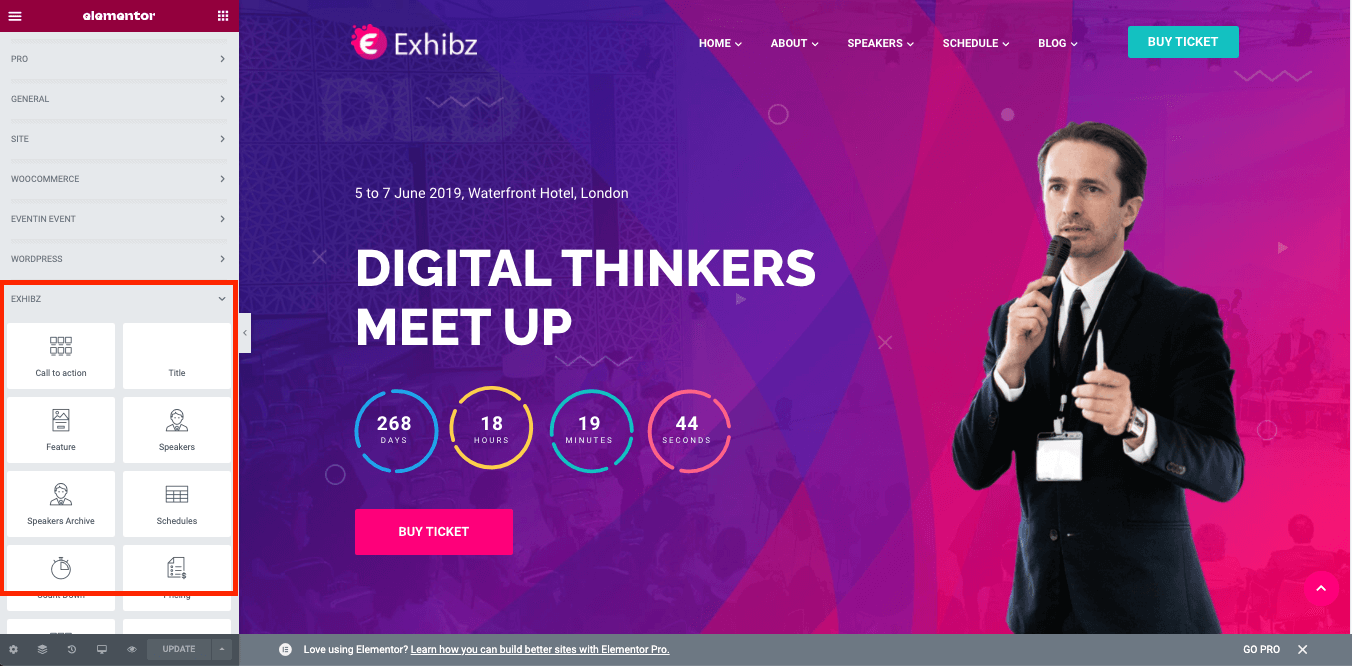 elementor
PRO
GENERAL
SITE
WOOCOMMERCE
EVENTIN EVENT
WORDPRESS
EXHIBZ
Call to action
Title
Feature
Speakers
Speakers Archive
Schedules
Count Down
Pricing
UPDATE
Exhibz
HOME
ABOUT
SPEAKERS
SCHEDULE
BLOG
BUY TICKET
5 to 7 June 2019, Waterfront Hotel, London
DIGITAL THINKERS
MEET UP
268
DAYS
18
HOURS
19
MINUTES
44
SECONDS
BUY TICKET
Love using Elementor? Learn how you can build better sites with Elementor Pro.
GO PRO